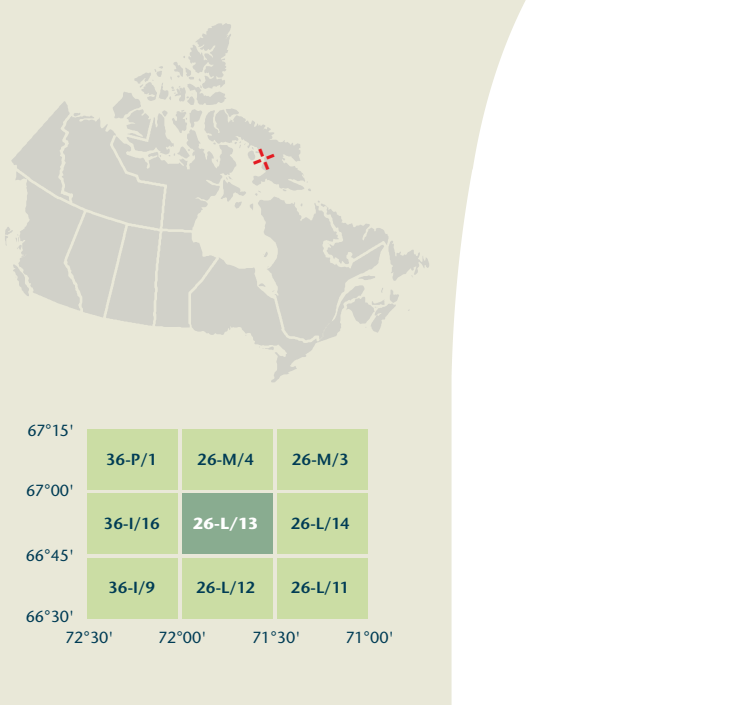 67°15'
36-P/1 26-M/4 26-M/3
67°00'
36-I/16 26-L/13 26-L/14
66°45'
36-I/9 26-L/12 26-L/11
66°30'
72°30' 72°00' 71°30' 71°00'